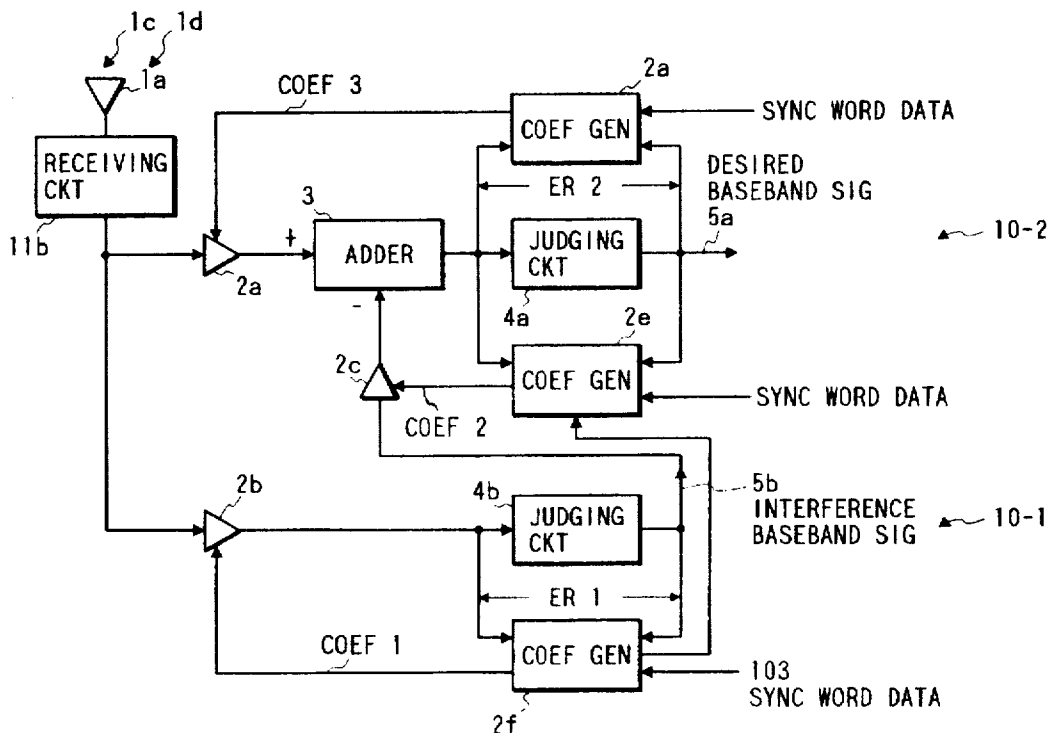 1c 1d
1a
COEF 3
2a
COEF GEN
SYNC WORD DATA
RECEIVING
CKT
11b
ER 2
DESIRED
BASEBAND SIG
5a
10-2
3
+
ADDER
-
2a
JUDGING
CKT
4a
2e
2c
COEF GEN
COEF 2
SYNC WORD DATA
2b
4b
JUDGING
CKT
5b
INTERFERENCE
BASEBAND SIG
10-1
ER 1
COEF 1
COEF GEN
2f
103
SYNC WORD DATA